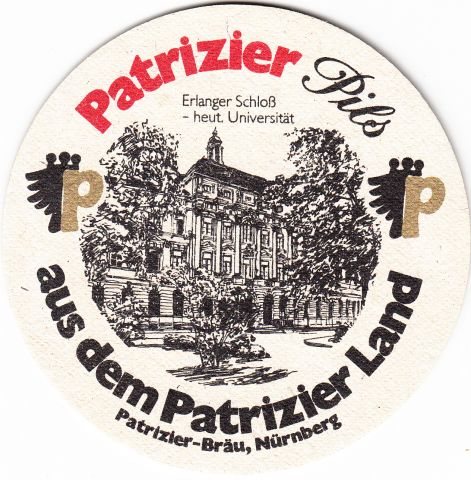 Patrizier Pils
Erlanger Schloß
- heut. Universität
P
P
aus dem Patrizier Land
Patrizier-Bräu, Nürnberg